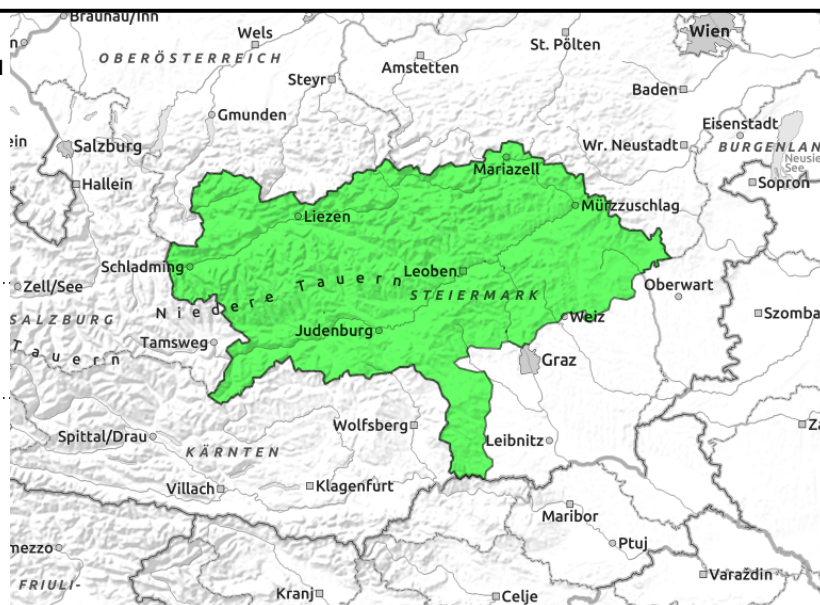 Braunau/Inn
Wels
Wien
OBERÖSTERREICH
St. Pölten
Amstetten
Steyr
Baden
Gmunden
Eisenstadt
Salzburg
Wr. Neustadt
BURGENLAN
Mariazell
Neusie
See
Hallein
Sopron
Mürzzuschlag
Liezen
Schladming
Leoben
Zell/See
Niedere Tauern
STEIERMARK
Oberwart
SALZBURG
Weiz
Szomba
Judenburg
Tauern
Tamsweg
Graz
Wolfsberg
Spittal/Drau
Leibnitz
KÄRNTEN
Villach
Klagenfurt
Maribor
Ptuj
mezzo
Varaždin
FRIULI-
Kranj
Celje